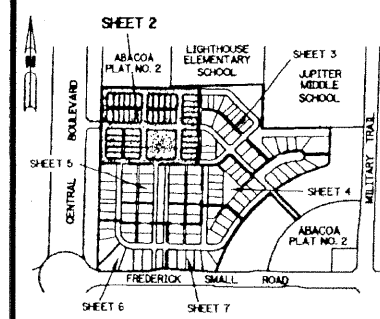 SHEET 2
ABACOA
PLAT NO. 2
LIGHTHOUSE
ELEMENTARY
SCHOOL
SHEET 3
JUPITER
MIDDLE
SCHOOL
CENTRAL BOULEVARD
MILITARY TRAIL
SHEET 5
SHEET 4
ABACOA
PLAT NO. 2
FREDERICK SMALL ROAD
SHEET 6
SHEET 7